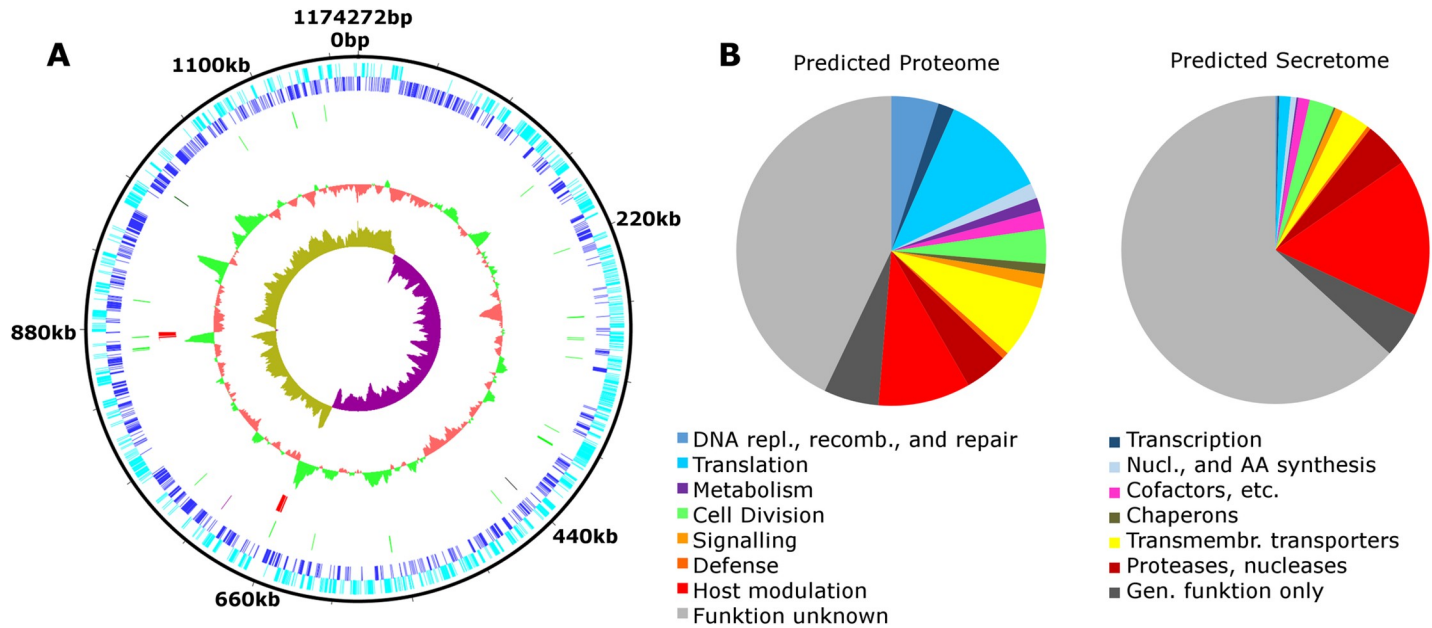 A
1174272bp
0bp
1100kb
220kb
880kb
440kb
660kb
B
Predicted Proteome
Predicted Secretome
DNA repl., recomb., and repair
Translation
Metabolism
Cell Division
Signalling
Defense
Host modulation
Funktion unknown
Transcription
Nucl., and AA synthesis
Cofactors, etc.
Chaperons
Transmembr. transporters
Proteases, nucleases
Gen. funktion only